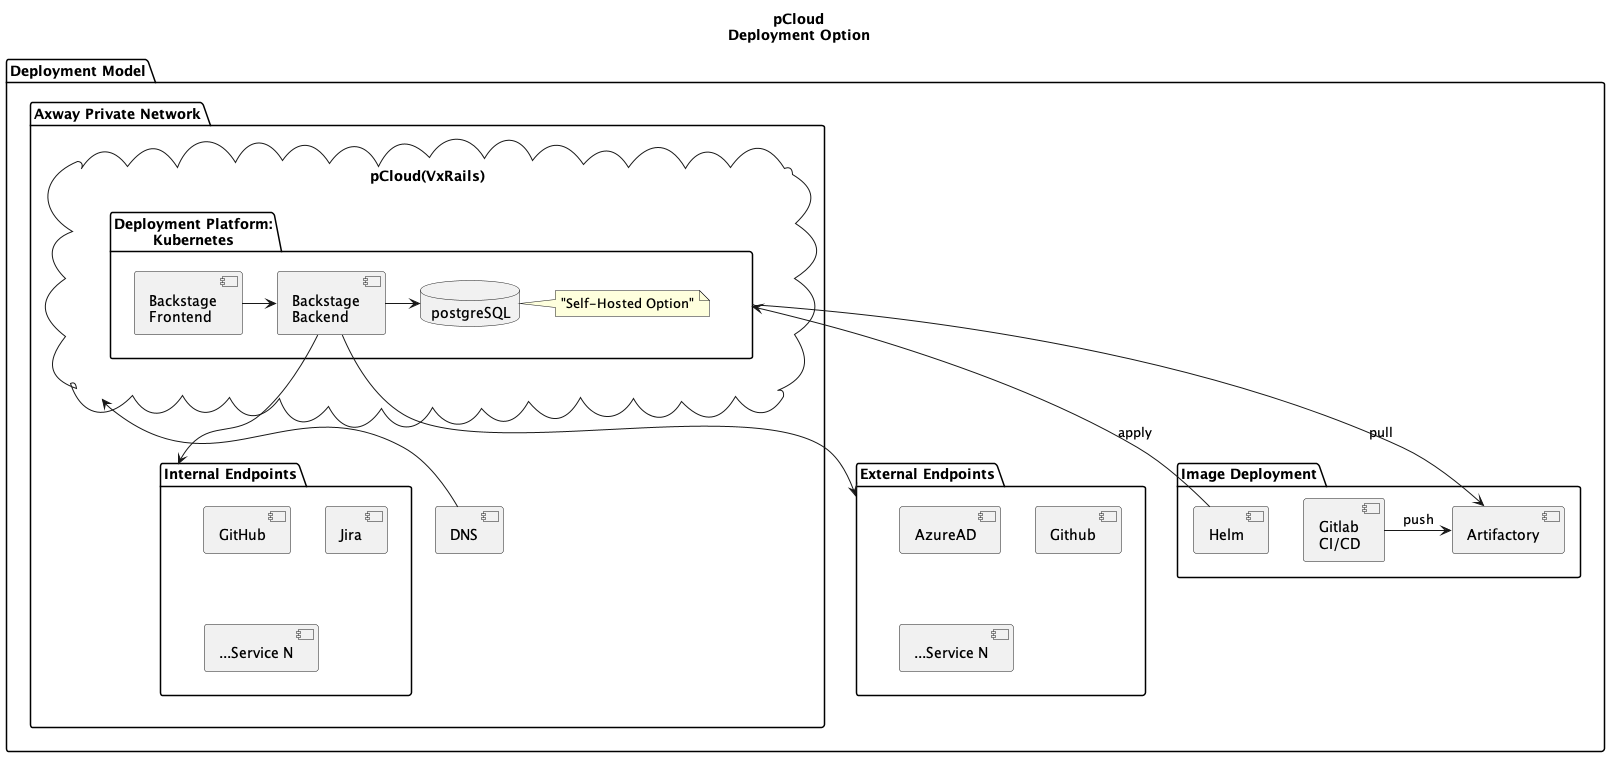 pCloud
Deployment Option
Deployment Model
Axway Private Network
pCloud(VxRails)
Deployment Platform:
Kubernetes
Backstage
Frontend
Backstage
Backend
postgreSQL
"Self-Hosted Option"
apply
pull
Internal Endpoints
External Endpoints
Image Deployment
GitHub
Jira
DNS
AzureAD
Github
Helm
Gitlab
CI/CD
push
Artifactory
...Service N
...Service N